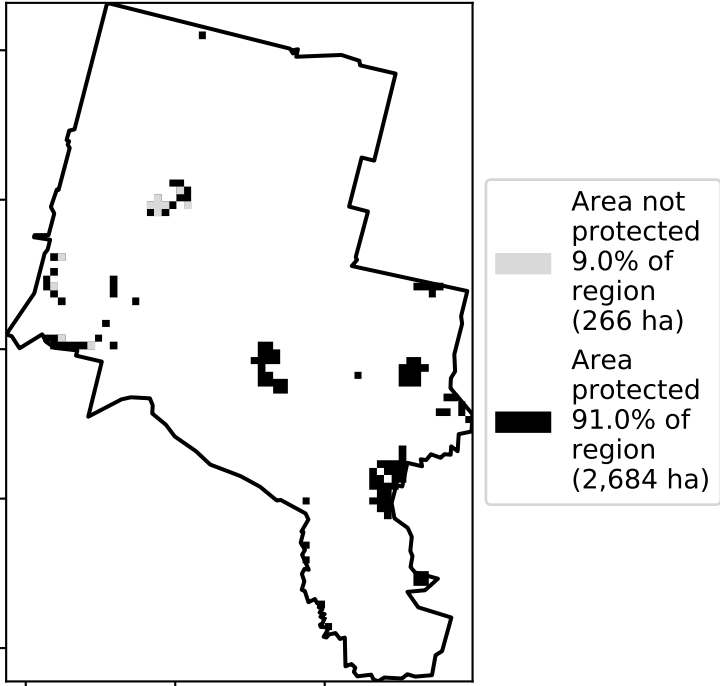 Area not
protected
9.0% of
region
(266 ha)
Area
protected
91.0% of
region
(2,684 ha)